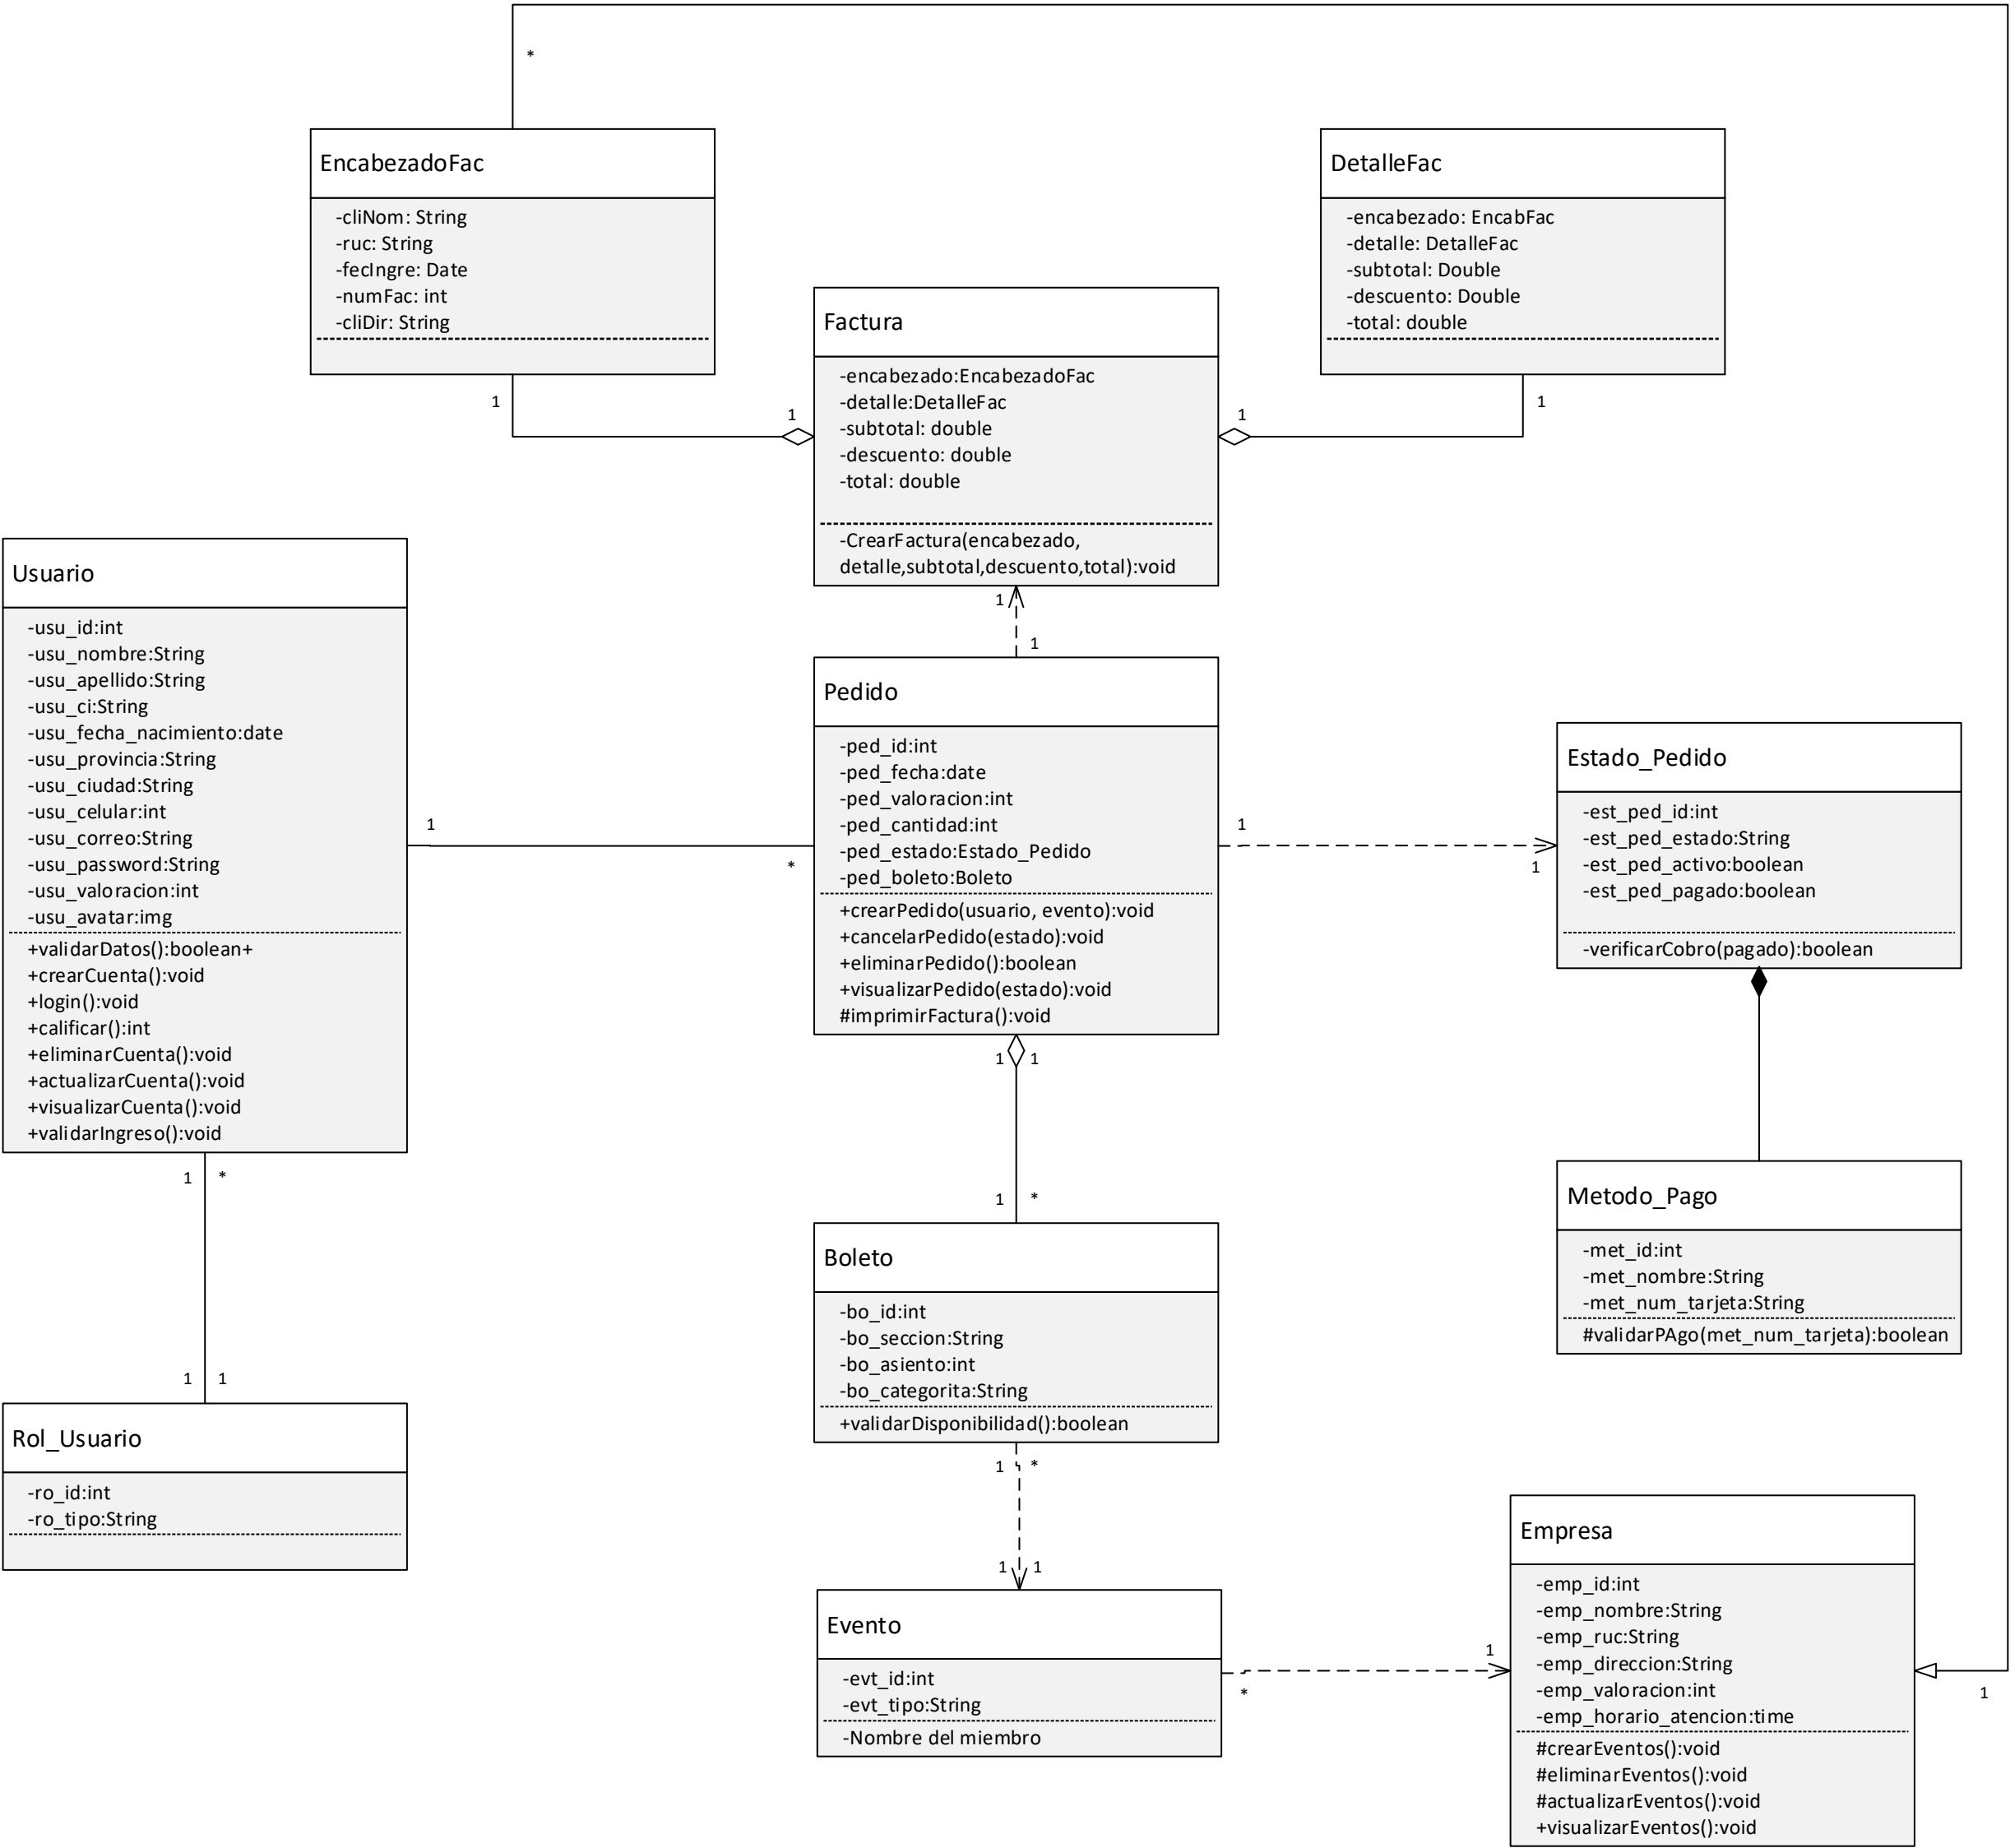 *
EncabezadoFac
-cliNom: String
-ruc: String
-fecIngre: Date
-numFac: int
-cliDir: String
1
DetalleFac
-encabezado: EncabFac
-detalle: DetalleFac
-subtotal: Double
-descuento: Double
-total: double
1
1
1
Factura
-encabezado:EncabezadoFac
-detalle:DetalleFac
-subtotal: double
-descuento: double
-total: double
-CrearFactura(encabezado,
detalle,subtotal,descuento,total):void
1
1
Usuario
-usu_id:int
-usu_nombre:String
-usu_apellido:String
-usu_ci:String
-usu_fecha_nacimiento:date
-usu_provincia:String
-usu_ciudad:String
-usu_celular:int
-usu_correo:String
-usu_password:String
-usu_valoracion:int
-usu_avatar:img
+validarDatos():boolean+
+crearCuenta():void
+login():void
+calificar():int
+eliminarCuenta():void
+actualizarCuenta():void
+visualizarCuenta():void
+validarIngreso():void
1
*
Pedido
-ped_id:int
-ped_fecha:date
-ped_valoracion:int
-ped_cantidad:int
-ped_estado:Estado_Pedido
-ped_boleto:Boleto
+crearPedido(usuario, evento):void
+cancelarPedido(estado):void
+eliminarPedido():boolean
+visualizarPedido(estado):void
#imprimirFactura():void
1
1
Estado_Pedido
-est_ped_id:int
-est_ped_estado:String
-est_ped_activo:boolean
-est_ped_pagado:boolean
-verificarCobro(pagado):boolean
1 *
1 1
Rol_Usuario
-ro_id:int
-ro_tipo:String
1 1
1 *
Boleto
-bo_id:int
-bo_seccion:String
-bo_asiento:int
-bo_categorita:String
+validarDisponibilidad():boolean
1 *
1 1
Metodo_Pago
-met_id:int
-met_nombre:String
-met_num_tarjeta:String
#validarPAgo(met_num_tarjeta):boolean
Evento
-evt_id:int
-evt_tipo:String
-Nombre del miembro
*
1
Empresa
-emp_id:int
-emp_nombre:String
-emp_ruc:String
-emp_direccion:String
-emp_valoracion:int
-emp_horario_atencion:time
#crearEventos():void
#eliminarEventos():void
#actualizarEventos():void
+visualizarEventos():void
1